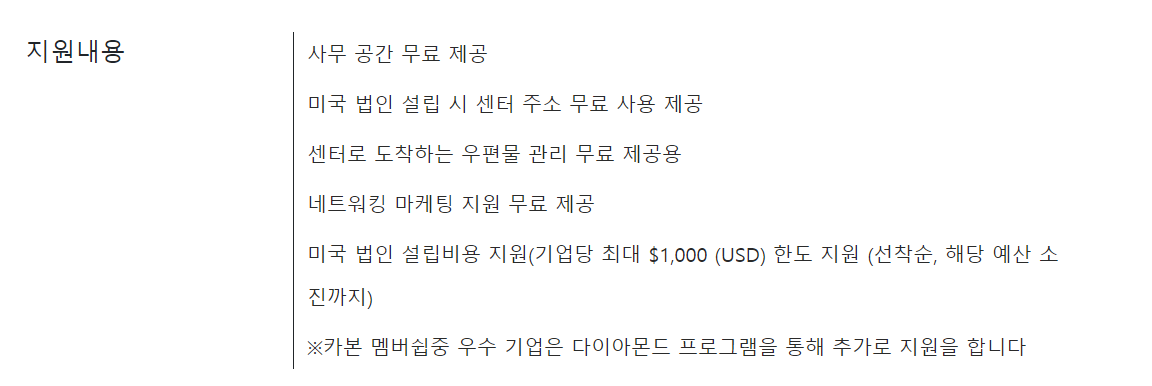 지원내용
사무 공간 무료 제공
미국 법인 설립 시 센터 주소 무료 사용 제공
센터로 도착하는 우편물 관리 무료 제공용
네트워킹 마케팅 지원 무료 제공
미국 법인 설립비용 지원(기업당 최대 $1,000 (USD) 한도 지원 (선착순, 해당 예산 소
진까지)
※카본 멤버쉽중 우수 기업은 다이아몬드 프로그램을 통해 추가로 지원을 합니다